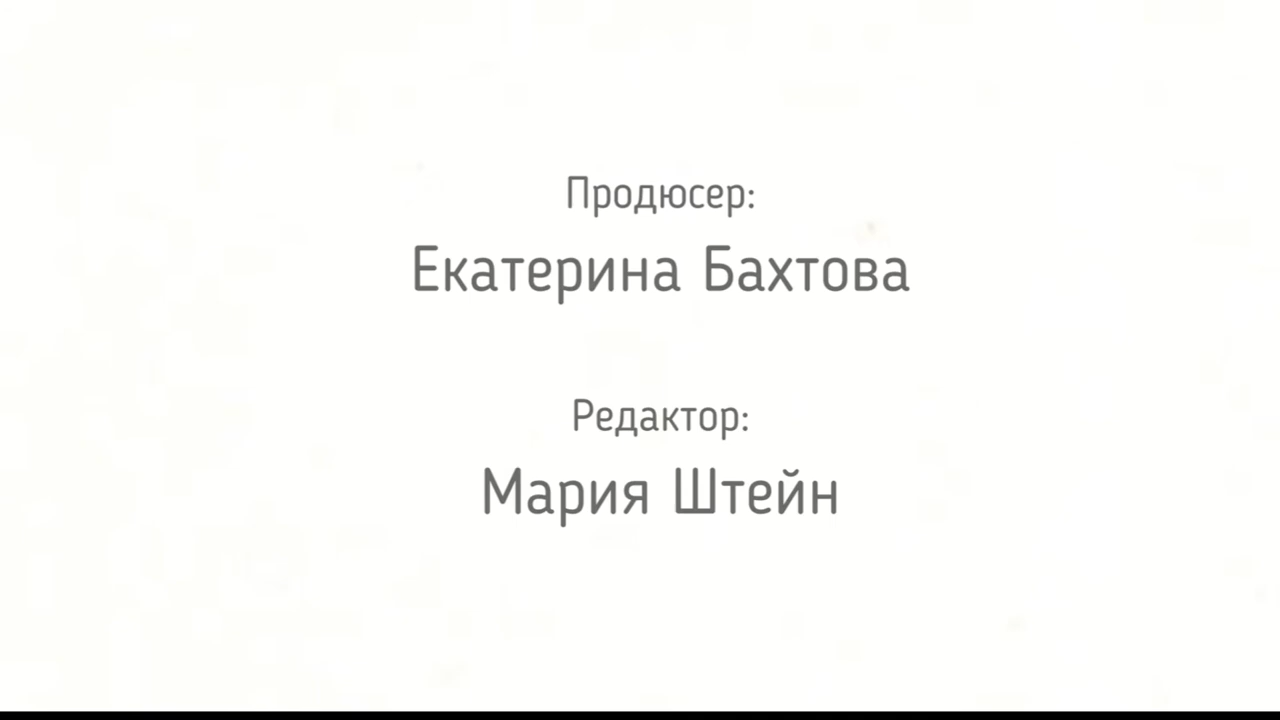 Продюсер:
Екатерина Бахтова
Редактор:
Мария Штейн